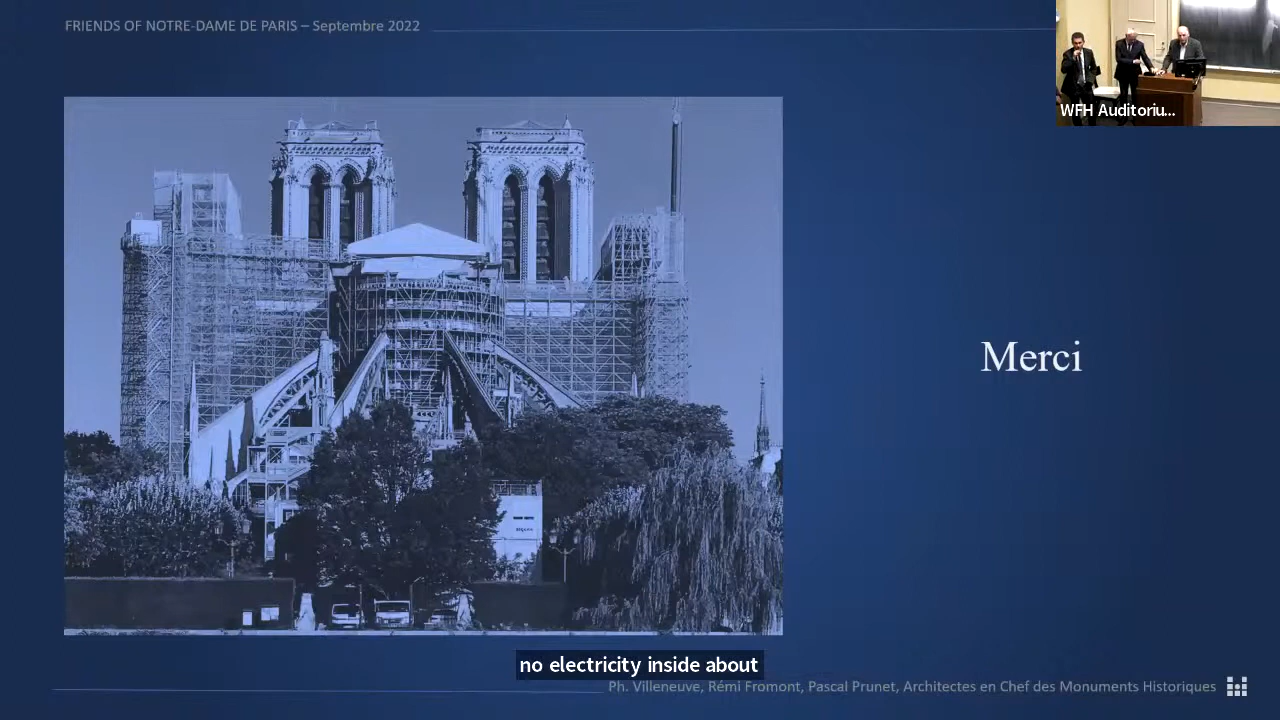 FRIENDS OF NOTRE-DAME DE PARIS – Septembre 2022
WFH Auditoriu...
Merci
no electricity inside about
Ph. Villeneuve, Rémi Fromont, Pascal Prunet, Architectes en Chef des Monuments Historiques